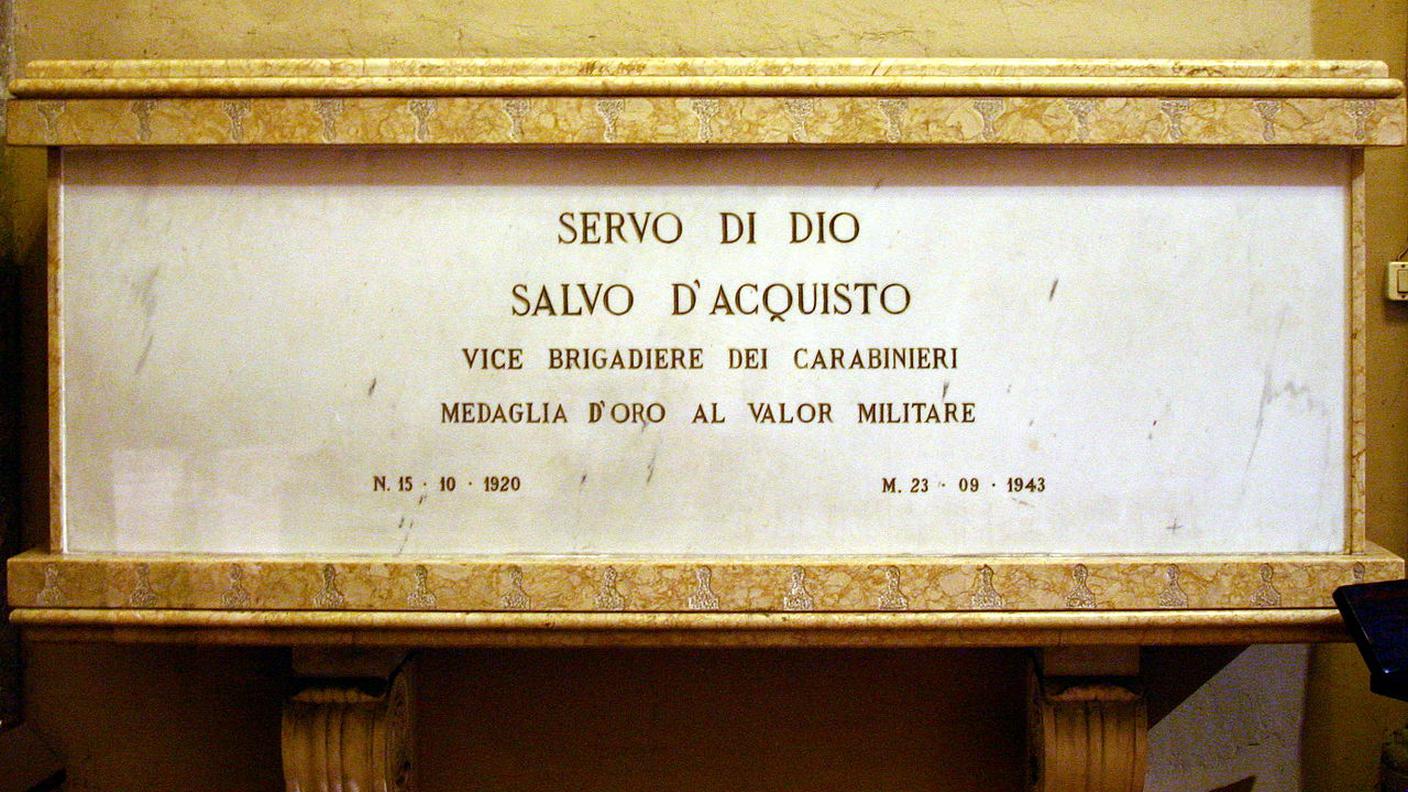 SERVO DI DIO
SALVO D'ACQUISTO
VICE BRIGADIERE DEI CARABINIERI
MEDAGLIA D'ORO AL VALOR MILITARE
N. 15 · 10 · 1920 M. 23 · 09 · 1943